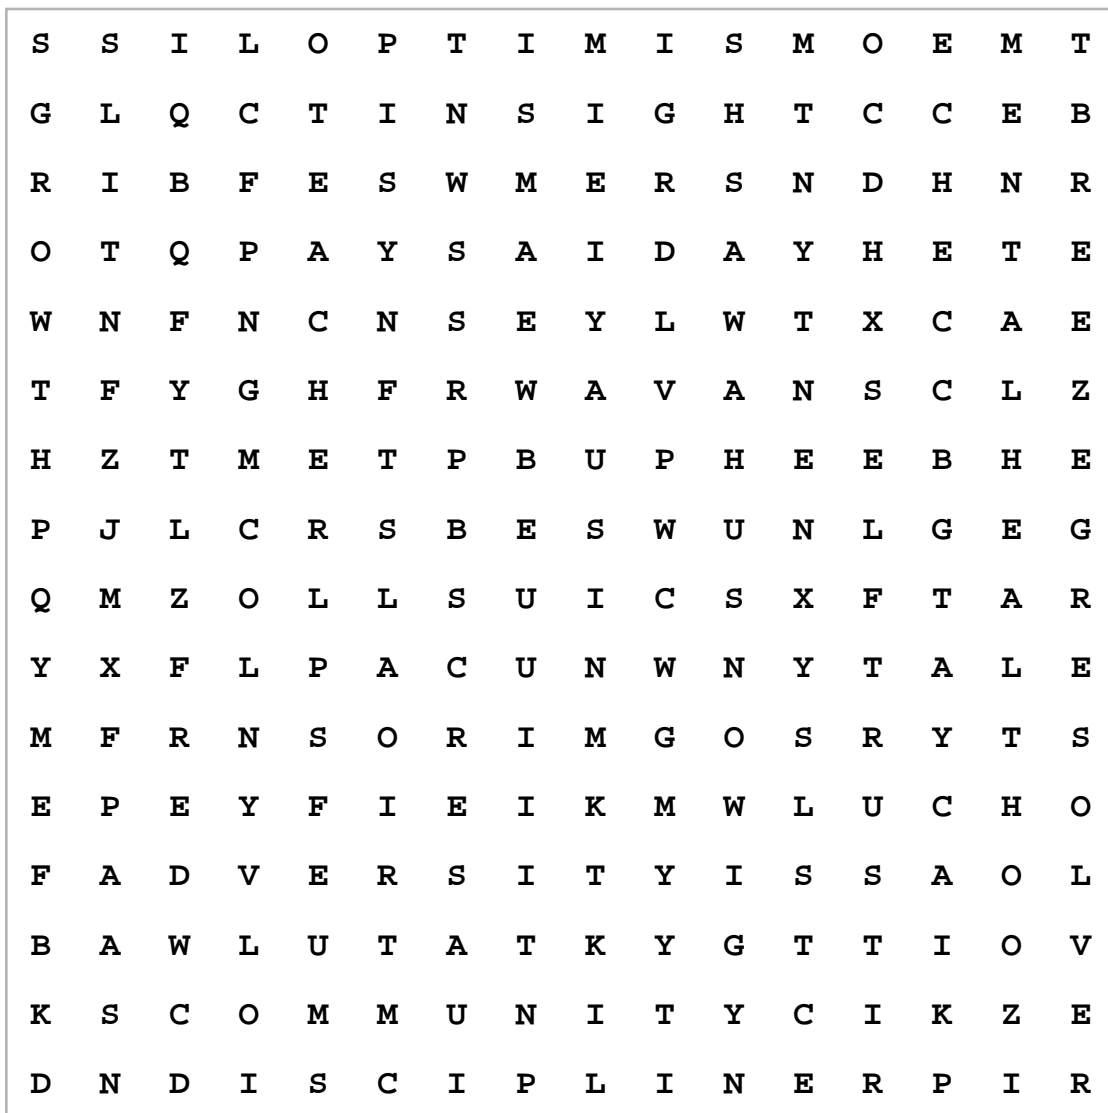 S S I L O P T I M I S M O E M T
G L Q C T I N S I G H T C C E B
R I B F E S W M E R S N D H N R
O T Q P A Y S A I D A Y H E T E
W N F N C N S E Y L W T X C A E
T F Y G H F R W A V A N S C L Z
H Z T M E T P B U P H E E B H E
P J L C R S B E S W U N L G E G
Q M Z O L L S U I C S X F T A R
Y X F L P A C U N W N Y T A L E
M F R N S O R I M G O S R Y T S
E P E Y F I E I K M W L U C H O
F A D V E R S I T Y I S S A O L
B A W L U T A T K Y G T T I O V
K S C O M M U N I T Y C I K Z E
D N D I S C I P L I N E R P I R